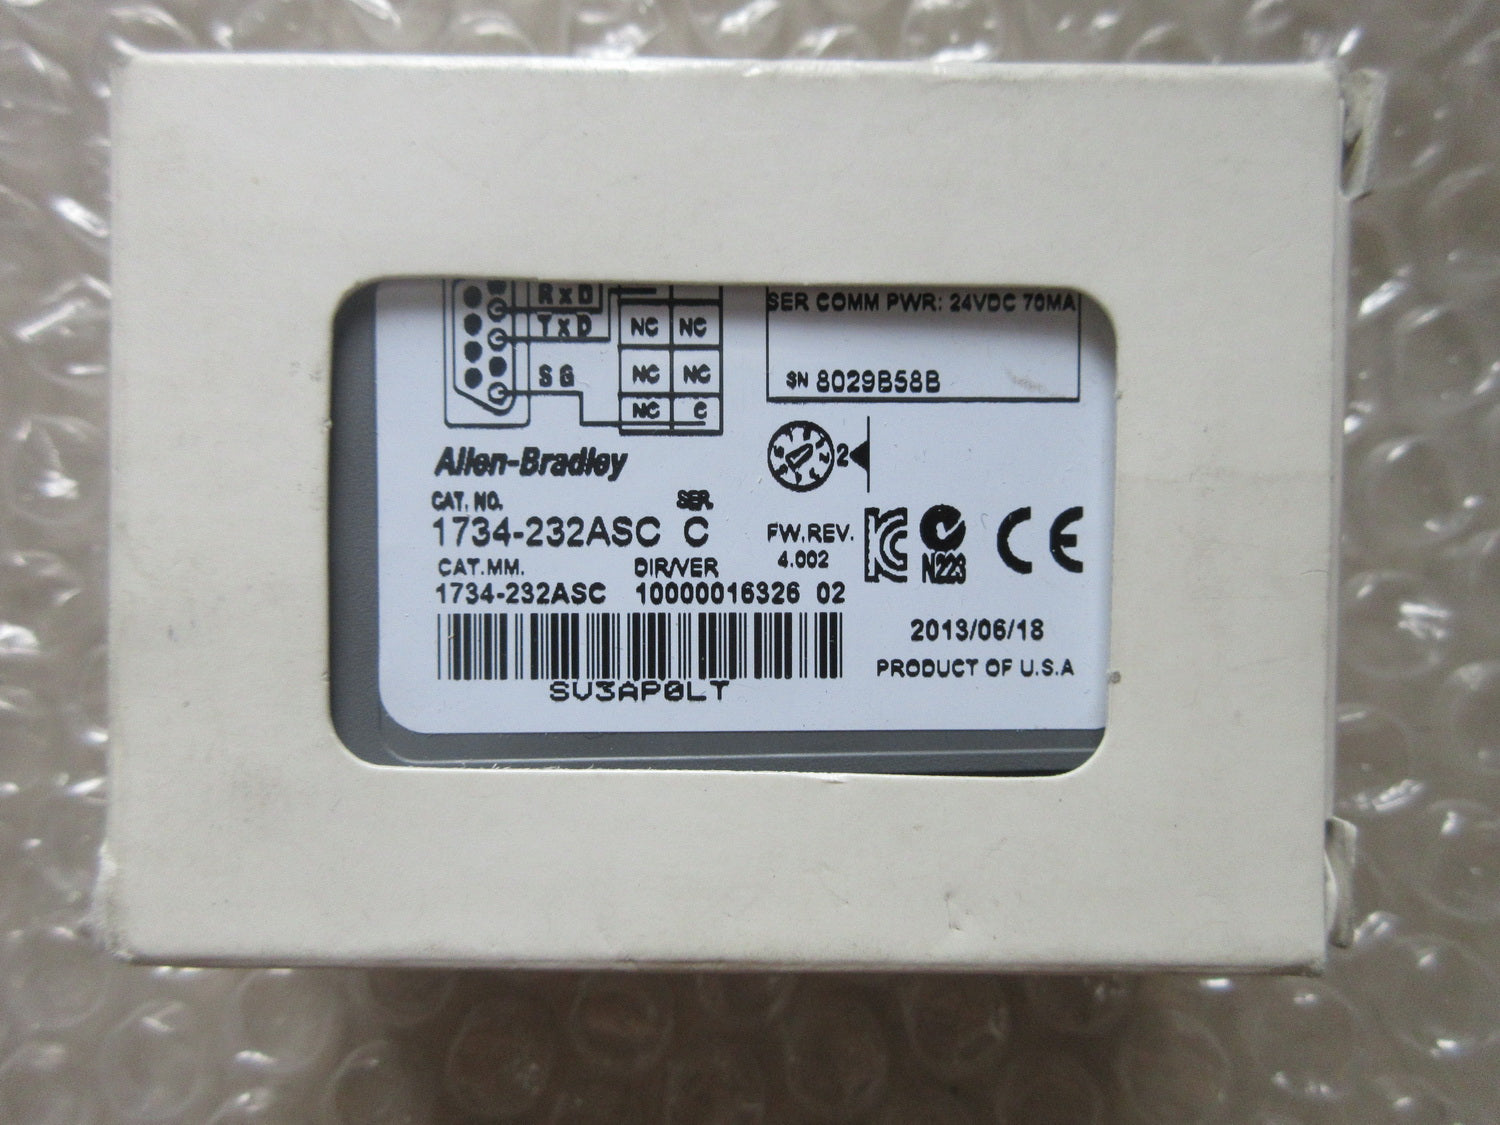 RxD
TxD
NC NC
SG
NC NC
NC C
SER COMM PWR: 24VDC 70MA
SN 8029B58B
2
Allen-Bradley
CAT. NO. SER.
1734-232ASC C
FW.REV.
4.002
N223
CE
CAT.MM. DIR/VER
1734-232ASC 10000016326 02
2013/06/18
PRODUCT OF U.S.A
SV3AP0LT